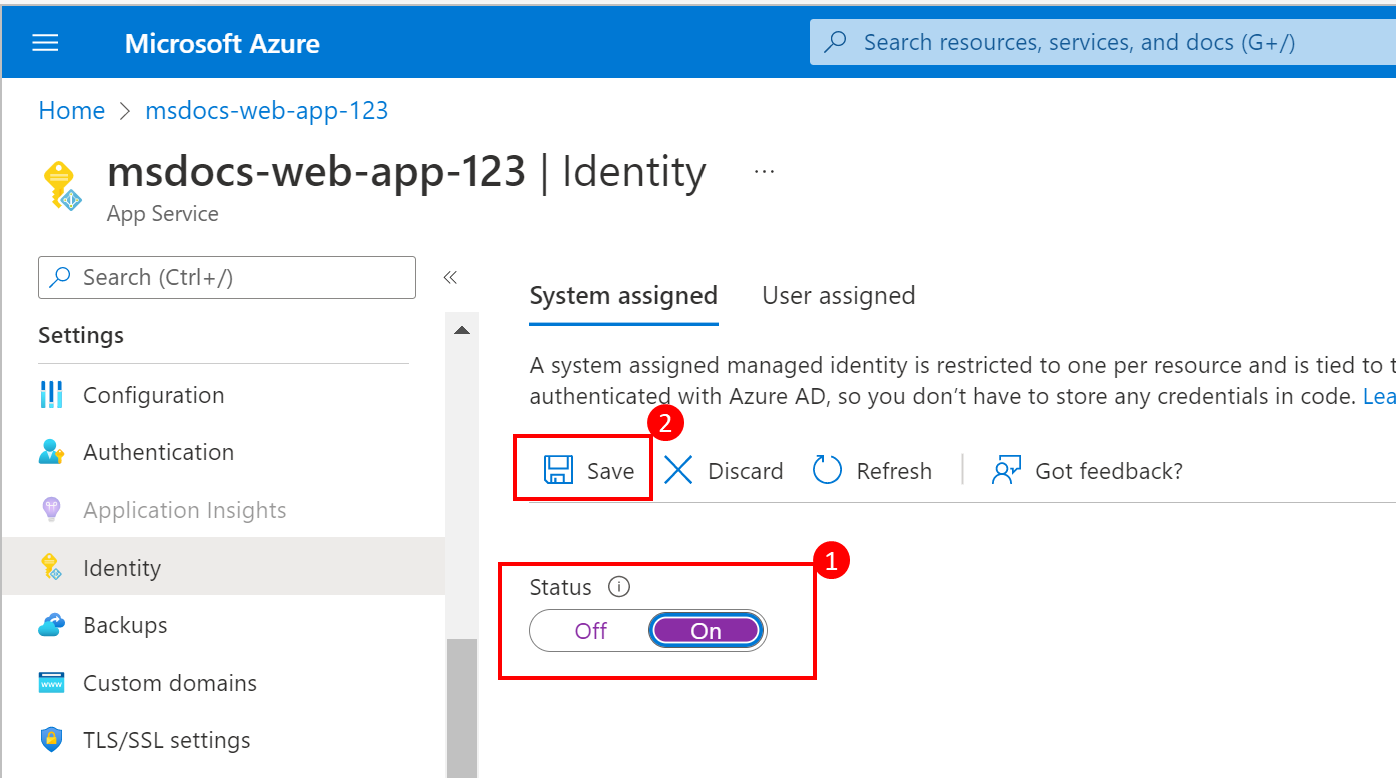 Microsoft Azure
Search resources, services, and docs (G+/)
Home > msdocs-web-app-123
msdocs-web-app-123 | Identity ...
App Service
Search (Ctrl+/)
«
Settings
Configuration
Authentication
Application Insights
Identity
Backups
Custom domains
TLS/SSL settings
System assigned User assigned
A system assigned managed identity is restricted to one per resource and is tied to t
authenticated with Azure AD, so you don’t have to store any credentials in code. Lea
2
Save Discard Refresh Got feedback?
1
Status
Off On